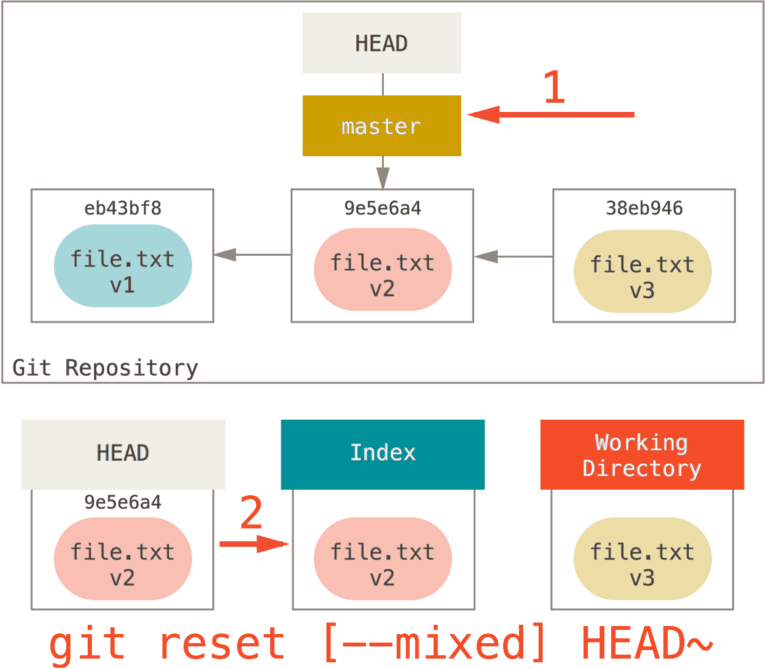 HEAD
1
master
eb43bf8
file.txt
v1
9e5e6a4
file.txt
v2
38eb946
file.txt
v3
Git Repository
HEAD
9e5e6a4
file.txt
v2
2
Index
file.txt
v2
Working
Directory
file.txt
v3
git reset [--mixed] HEAD~